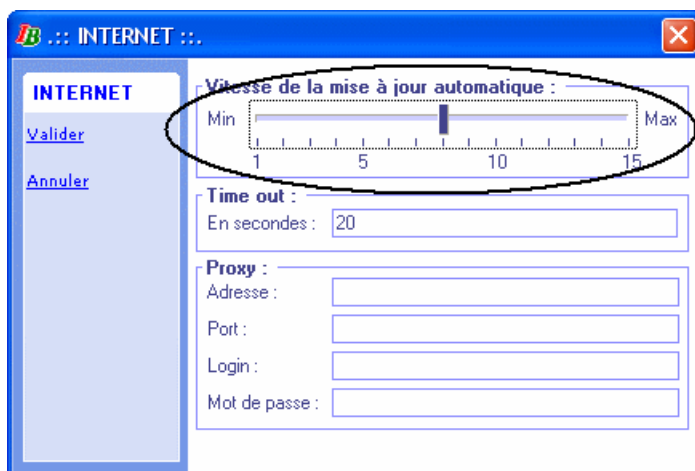 IB .:: INTERNET ::.
INTERNET
Valider
Annuler
Vitesse de la mise à jour automatique :
Min Max
1 5 10 15
Time out :
En secondes : 20
Proxy :
Adresse :
Port :
Login :
Mot de passe :